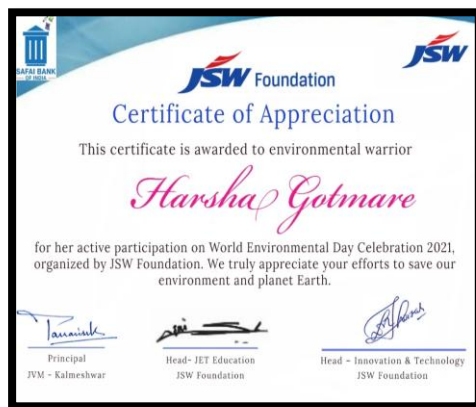 SAFAI BANK
OF INDIA
JSW Foundation
JSW
Certificate of Appreciation
This certificate is awarded to environmental warrior
Harsha Gotmare
for her active participation on World Environmental Day Celebration 2021,
organized by JSW Foundation. We truly appreciate your efforts to save our
environment and planet Earth.
Principal
JVM - Kalmeshwar
Head- JET Education
JSW Foundation
Head - Innovation & Technology
JSW Foundation